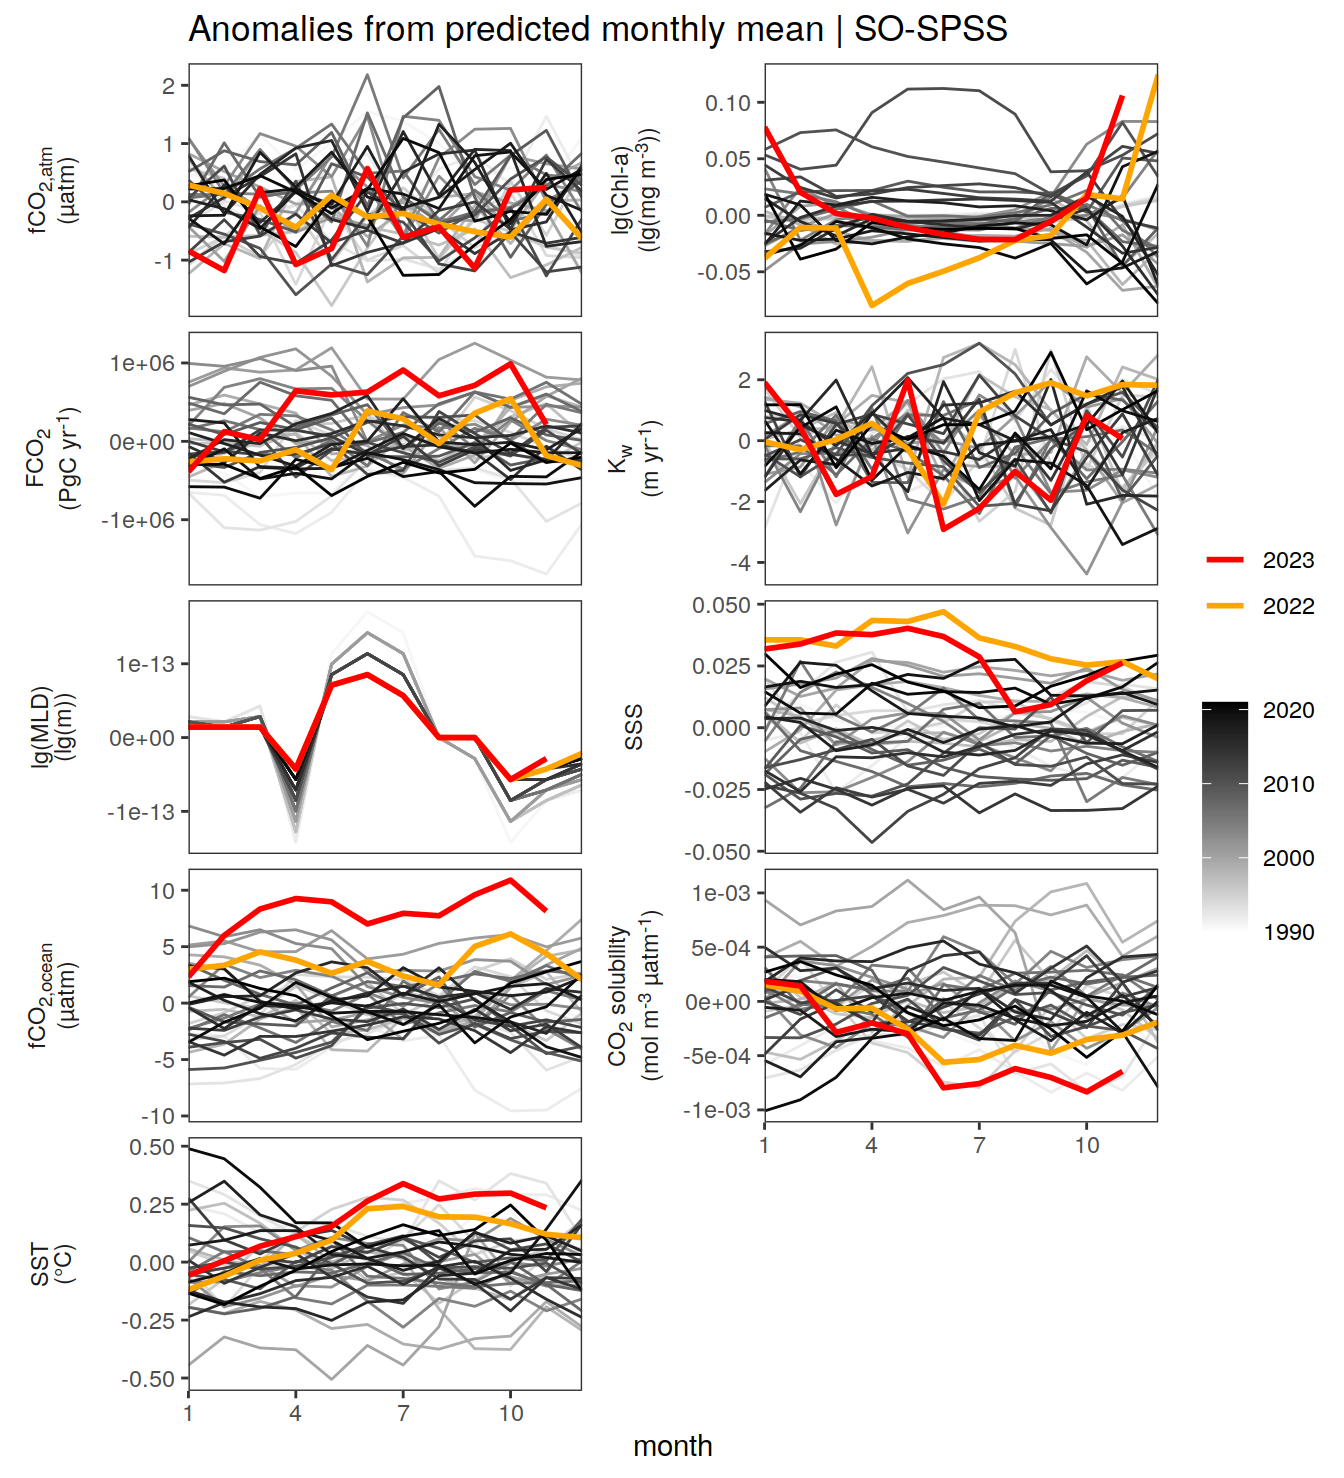 Anomalies from predicted monthly mean | SO-SPSS
fCO2,atm
(µatm)
2
1
0
-1
lg(Chl-a)
(lg(mg m-3))
0.10
0.05
0.00
-0.05
FCO2
(PgC yr-1)
1e+06
0e+00
-1e+06
Kw
(m yr-1)
2
0
-2
-4
lg(MLD)
(lg(m))
1e-13
0e+00
-1e-13
SSS
0.050
0.025
0.000
-0.025
-0.050
fCO2,ocean
(µatm)
10
5
0
-5
-10
CO2 solubility
(mol m-3 µatm-1)
1e-03
5e-04
0e+00
-5e-04
-1e-03
1 4 7 10
SST
(°C)
0.50
0.25
0.00
-0.25
-0.50
1 4 7 10
month
2023
2022
2020
2010
2000
1990